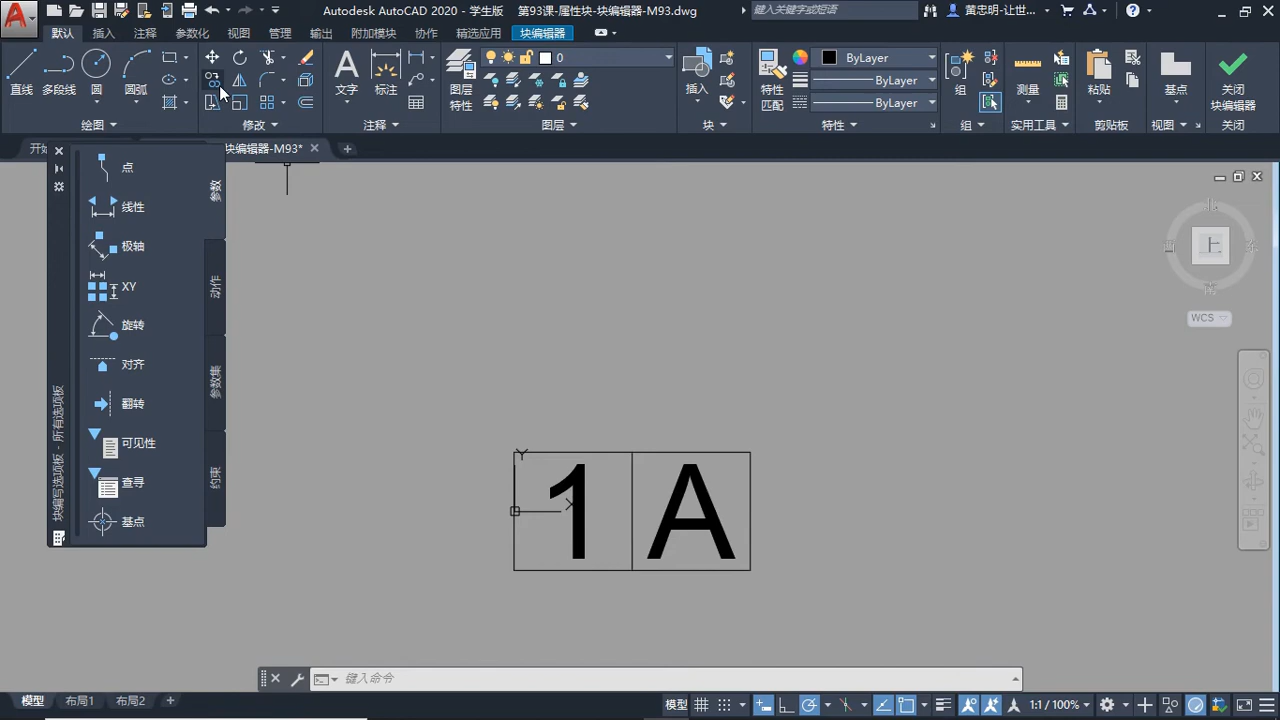 Autodesk AutoCAD 2020 - 学生版 第93课-属性块-块编辑器-M93.dwg
键入关键字或短语
黄忠明-让世...
默认 插入 注释 参数化 视图 管理 输出 附加模块 协作 精选应用 块编辑器
直线 多段线 圆 圆弧
文字 标注
图层特性
0
插入
特性匹配
ByLayer
ByLayer
ByLayer
组
测量
粘贴
基点
关闭块编辑器
绘图 修改 注释 图层 块 特性 组 实用工具 剪贴板 视图 关闭
块编辑器-M93*
点
线性
极轴
XY
旋转
对齐
翻转
可见性
查寻
基点
参数
动作
参数集
约束
块编写选项板 - 所有选项板
北
西
上
东
南
WCS
1 A
Y
X
键入命令
模型 布局1 布局2
模型
1:1 / 100%